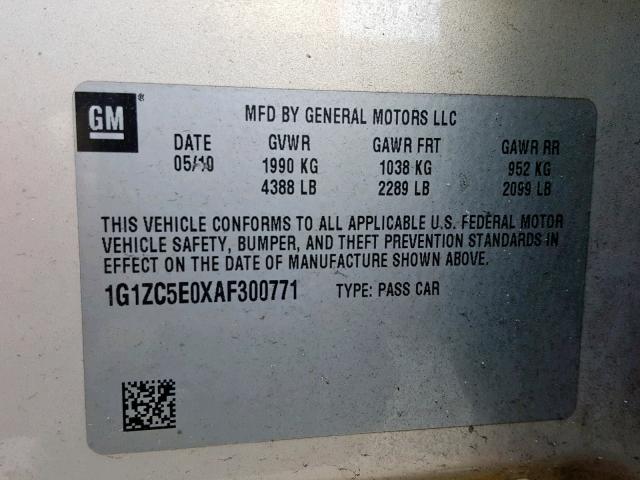 GM ®
MFD BY GENERAL MOTORS LLC
DATE GVWR GAWR FRT GAWR RR
05/10 1990 KG 1038 KG 952 KG
4388 LB 2289 LB 2099 LB
THIS VEHICLE CONFORMS TO ALL APPLICABLE U.S. FEDERAL MOTOR
VEHICLE SAFETY, BUMPER, AND THEFT PREVENTION STANDARDS IN
EFFECT ON THE DATE OF MANUFACTURE SHOWN ABOVE.
1G1ZC5E0XAF300771 TYPE: PASS CAR